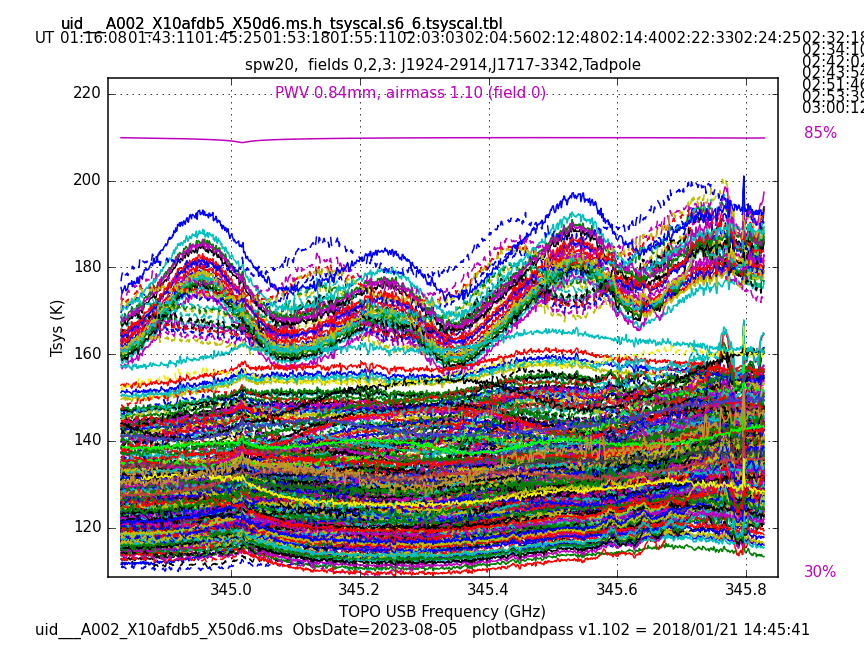 uid___A002_X10afdb5_X50d6.ms.h_tsyscal.s6_6.tsyscal.tbl
UT 01:16:08 01:43:11 01:45:25 01:53:18 01:55:11 02:03:03 02:04:56 02:12:48 02:14:40 02:22:33 02:24:25 02:32:18
02:34:10
02:42:02
02:43:54
02:51:46
02:53:39
03:00:12
spw20, fields 0,2,3: J1924-2914,J1717-3342,Tadpole
PWV 0.84mm, airmass 1.10 (field 0)
85%
30%
220
200
180
160
140
120
Tsys (K)
345.0 345.2 345.4 345.6 345.8
TOPO USB Frequency (GHz)
uid___A002_X10afdb5_X50d6.ms ObsDate=2023-08-05 plotbandpass v1.102 = 2018/01/21 14:45:41